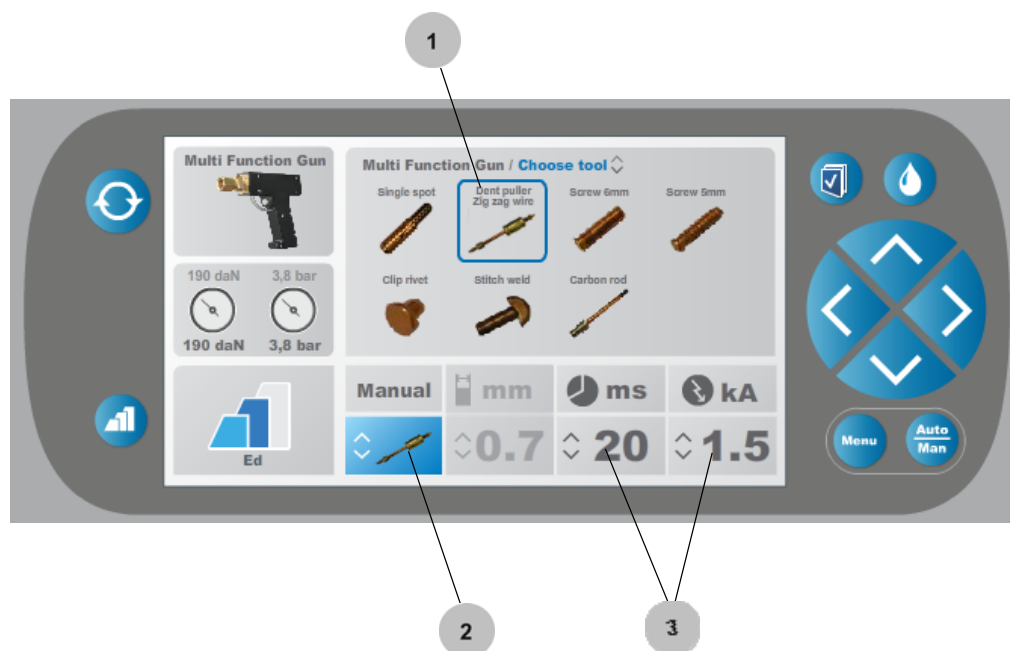 1
Multi Function Gun
Multi Function Gun / Choose tool
Single spot
Dent puller
Zig zag wire
Screw 6mm
Screw 5mm
190 daN 3,8 bar
190 daN 3,8 bar
Clip rivet
Stitch weld
Carbon rod
Manual
mm
ms
kA
Ed
0.7
20
1.5
Menu
Auto
Man
2
3